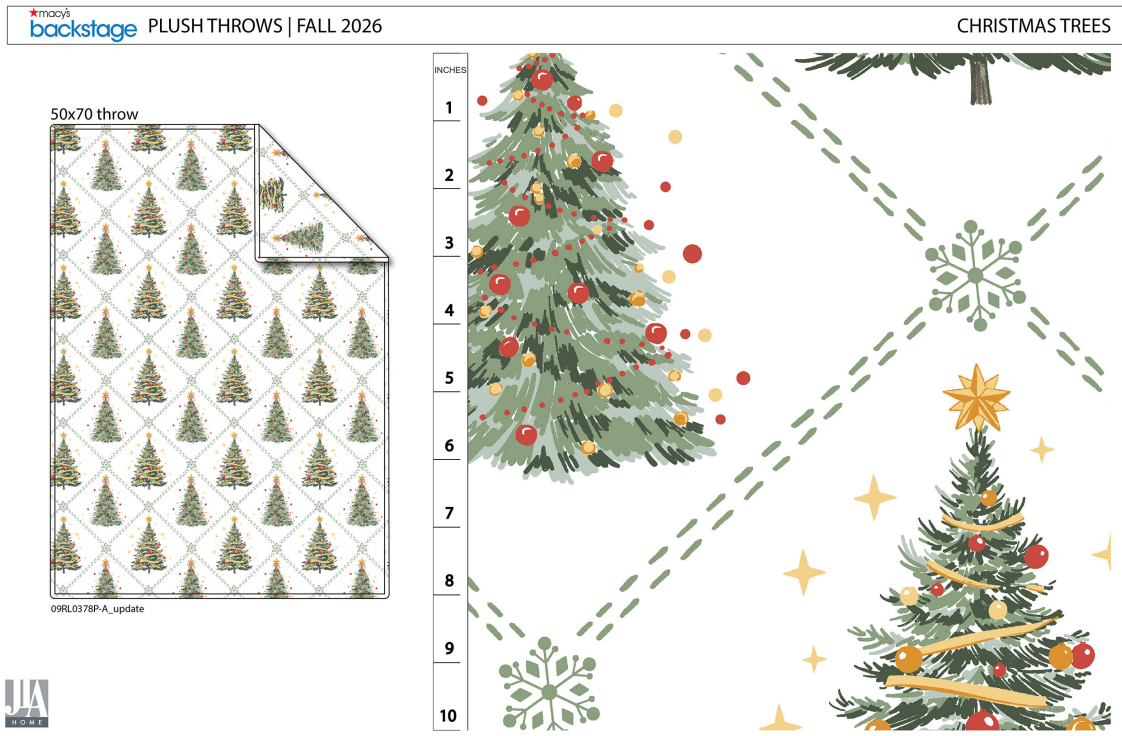 ★macy's
backstage PLUSH THROWS | FALL 2026
CHRISTMAS TREES
50x70 throw
09RL0378P-A_update
INCHES
1
2
3
4
5
6
7
8
9
10
JLA
HOME